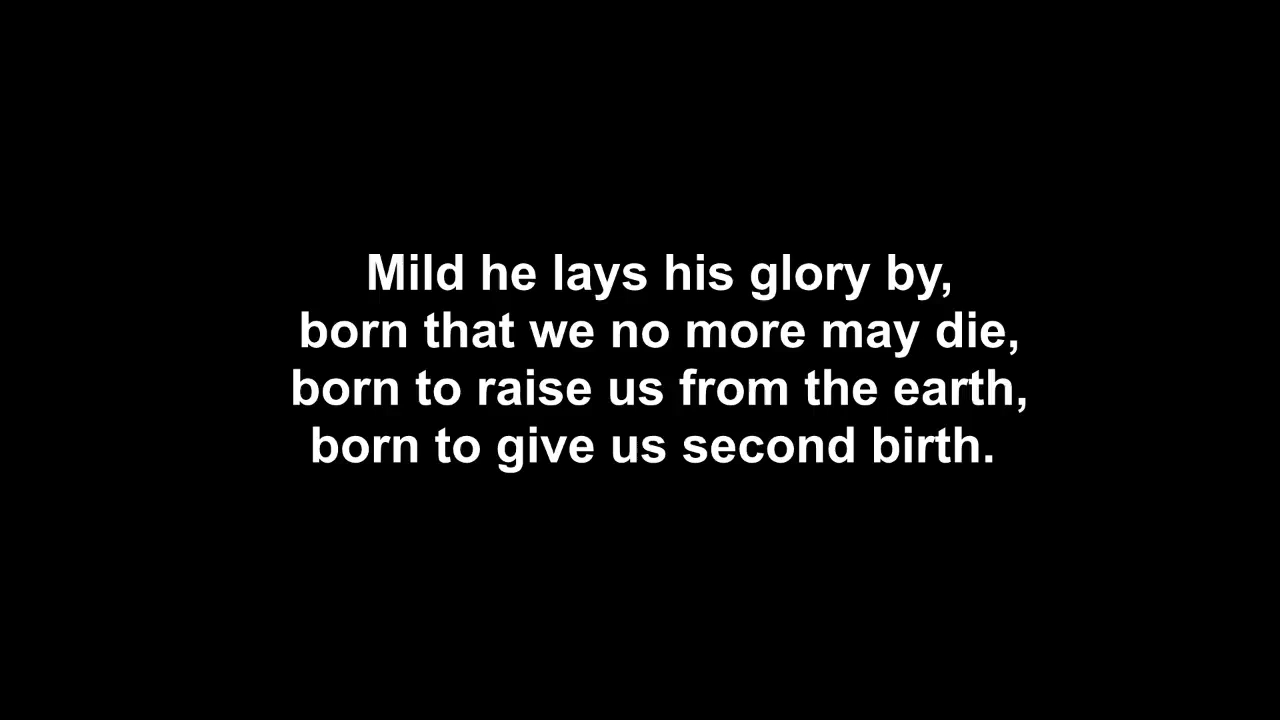 Mild he lays his glory by,
born that we no more may die,
born to raise us from the earth,
born to give us second birth.